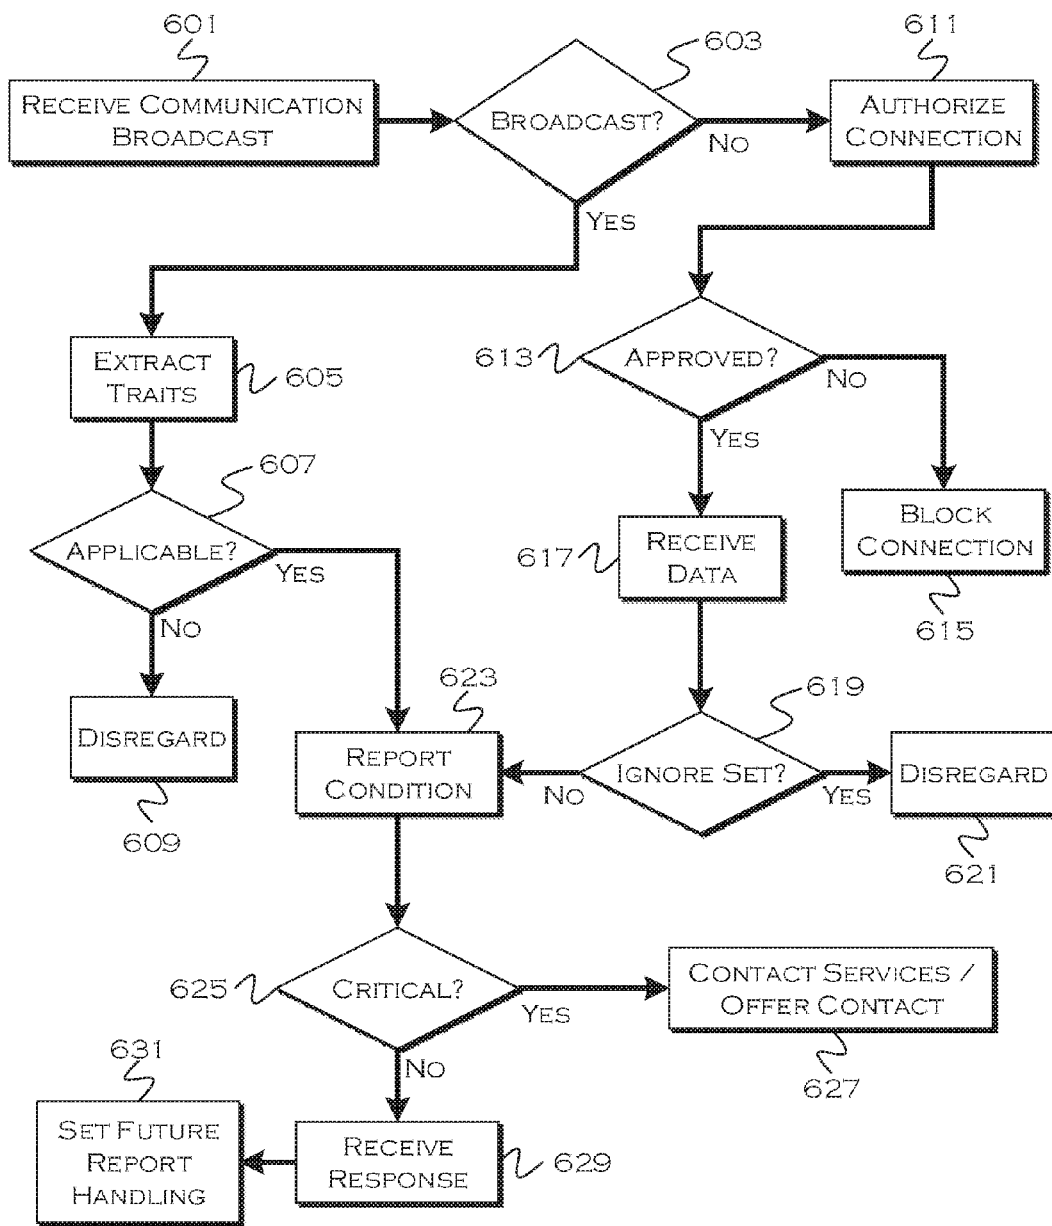 601
603
611
RECEIVE COMMUNICATION
BROADCAST
BROADCAST?
NO
AUTHORIZE
CONNECTION
YES
EXTRACT
TRAITS
605
613
APPROVED?
NO
YES
607
APPLICABLE?
YES
NO
617
RECEIVE
DATA
BLOCK
CONNECTION
615
DISREGARD
609
623
REPORT
CONDITION
619
IGNORE SET?
NO
YES
DISREGARD
621
625
CRITICAL?
YES
NO
CONTACT SERVICES /
OFFER CONTACT
627
631
SET FUTURE
REPORT
HANDLING
RECEIVE
RESPONSE
629